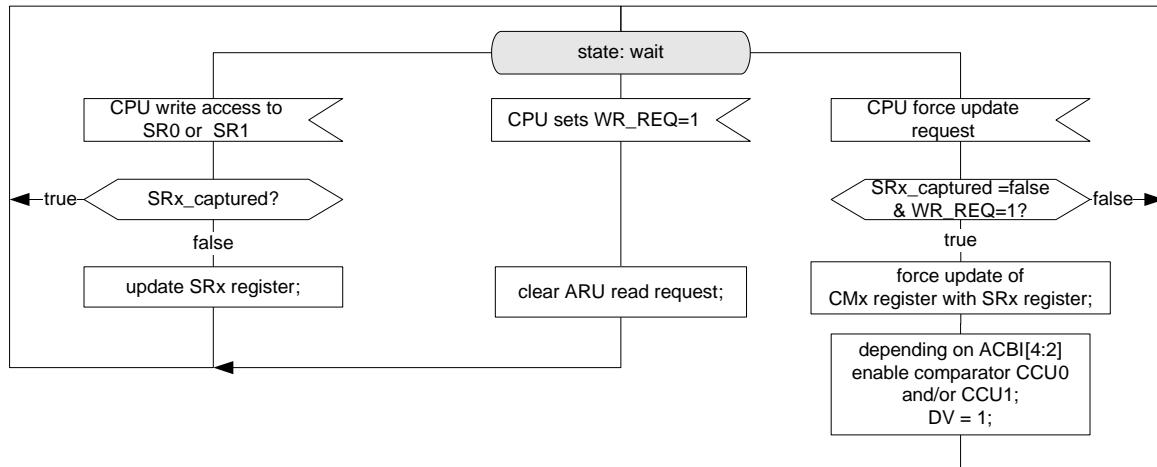 state: wait
CPU write access to
SR0 or SR1
CPU sets WR_REQ=1
CPU force update
request
true
SRx_captured?
SRx_captured =false
& WR_REQ=1?
false
false
true
update SRx register;
clear ARU read request;
force update of
CMx register with SRx register;
depending on ACBI[4:2]
enable comparator CCU0
and/or CCU1;
DV = 1;